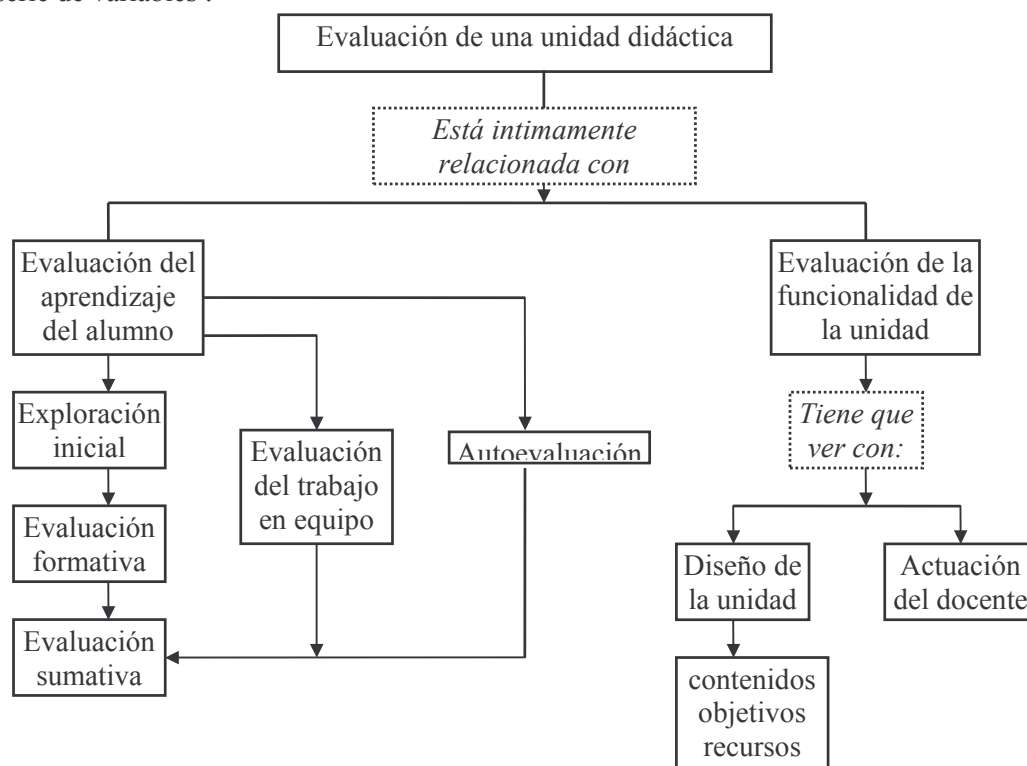 serie de variables .
Evaluación de una unidad didáctica
Está intimamente
relacionada con
Evaluación del
aprendizaje
del alumno
Evaluación de la
funcionalidad de
la unidad
Exploración
inicial
Evaluación
del trabajo
en equipo
Autoevaluación
Tiene que
ver con:
Evaluación
formativa
Diseño de
la unidad
Actuación
del docente
Evaluación
sumativa
contenidos
objetivos
recursos